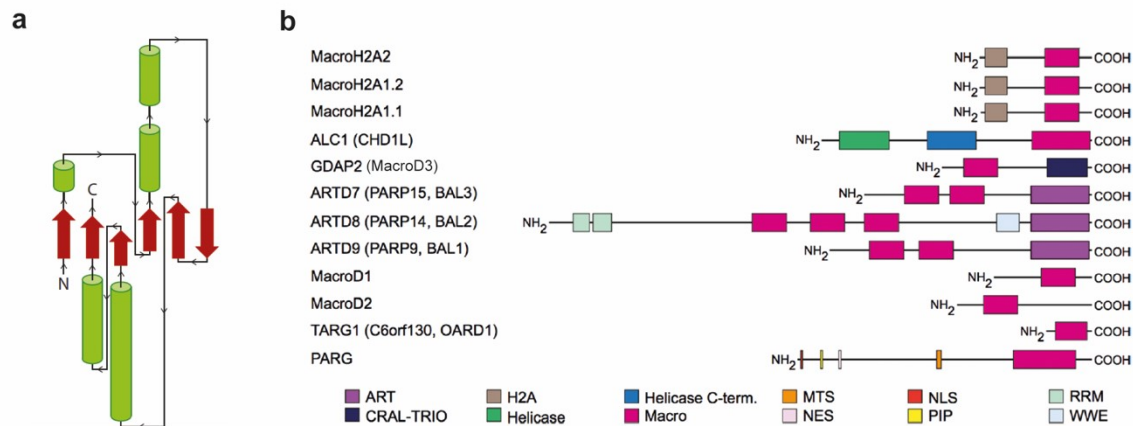 a
C
N
b
MacroH2A2 NH2 COOH
MacroH2A1.2 NH2 COOH
MacroH2A1.1 NH2 COOH
ALC1 (CHD1L) NH2 COOH
GDAP2 (MacroD3) NH2 COOH
ARTD7 (PARP15, BAL3) NH2 COOH
ARTD8 (PARP14, BAL2) NH2 COOH
ARTD9 (PARP9, BAL1) NH2 COOH
MacroD1 NH2 COOH
MacroD2 NH2 COOH
TARG1 (C6orf130, OARD1) NH2 COOH
PARG NH2 COOH
ART H2A Helicase C-term. MTS NLS RRM
CRAL-TRIO Helicase Macro NES PIP WWE